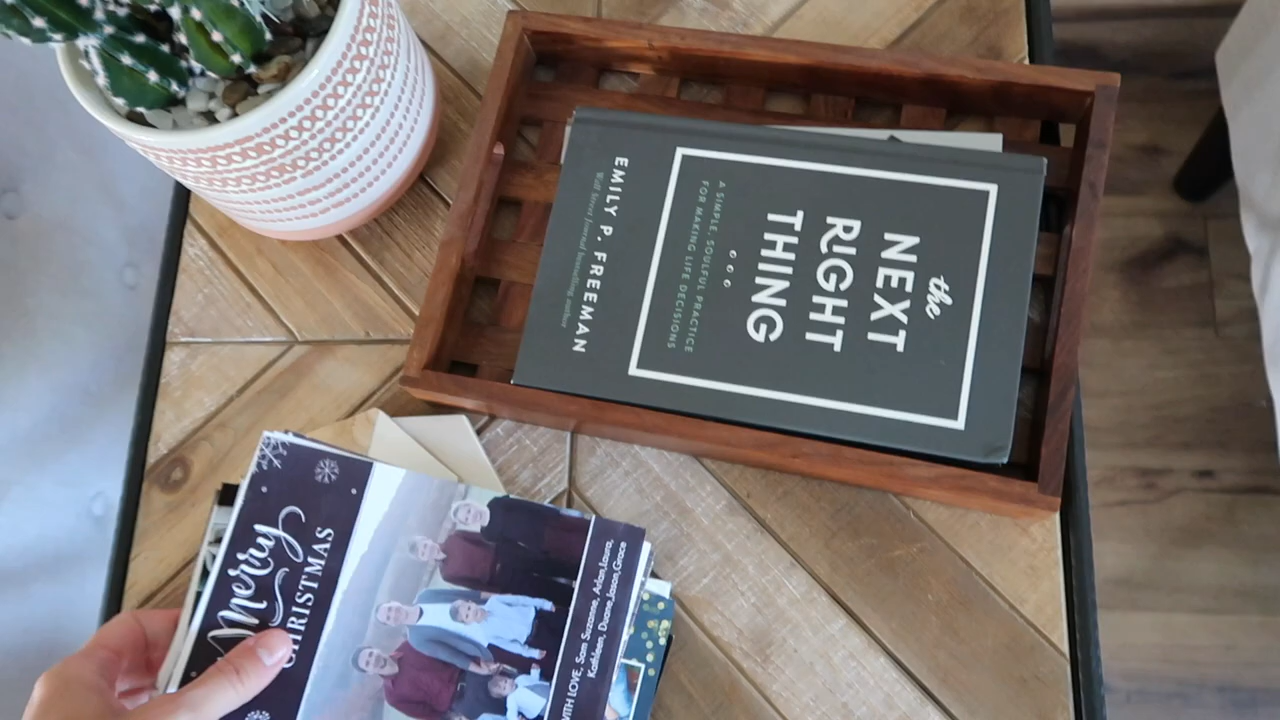 the
NEXT
RIGHT
THING
A SIMPLE, SOULFUL PRACTICE
FOR MAKING LIFE DECISIONS
EMILY P. FREEMAN
Wall Street Journal bestselling author
Merry
CHRISTMAS
WITH LOVE, Sam Suzanne, Arlan, Laura,
Kathleen, Duane, Jason, Grace